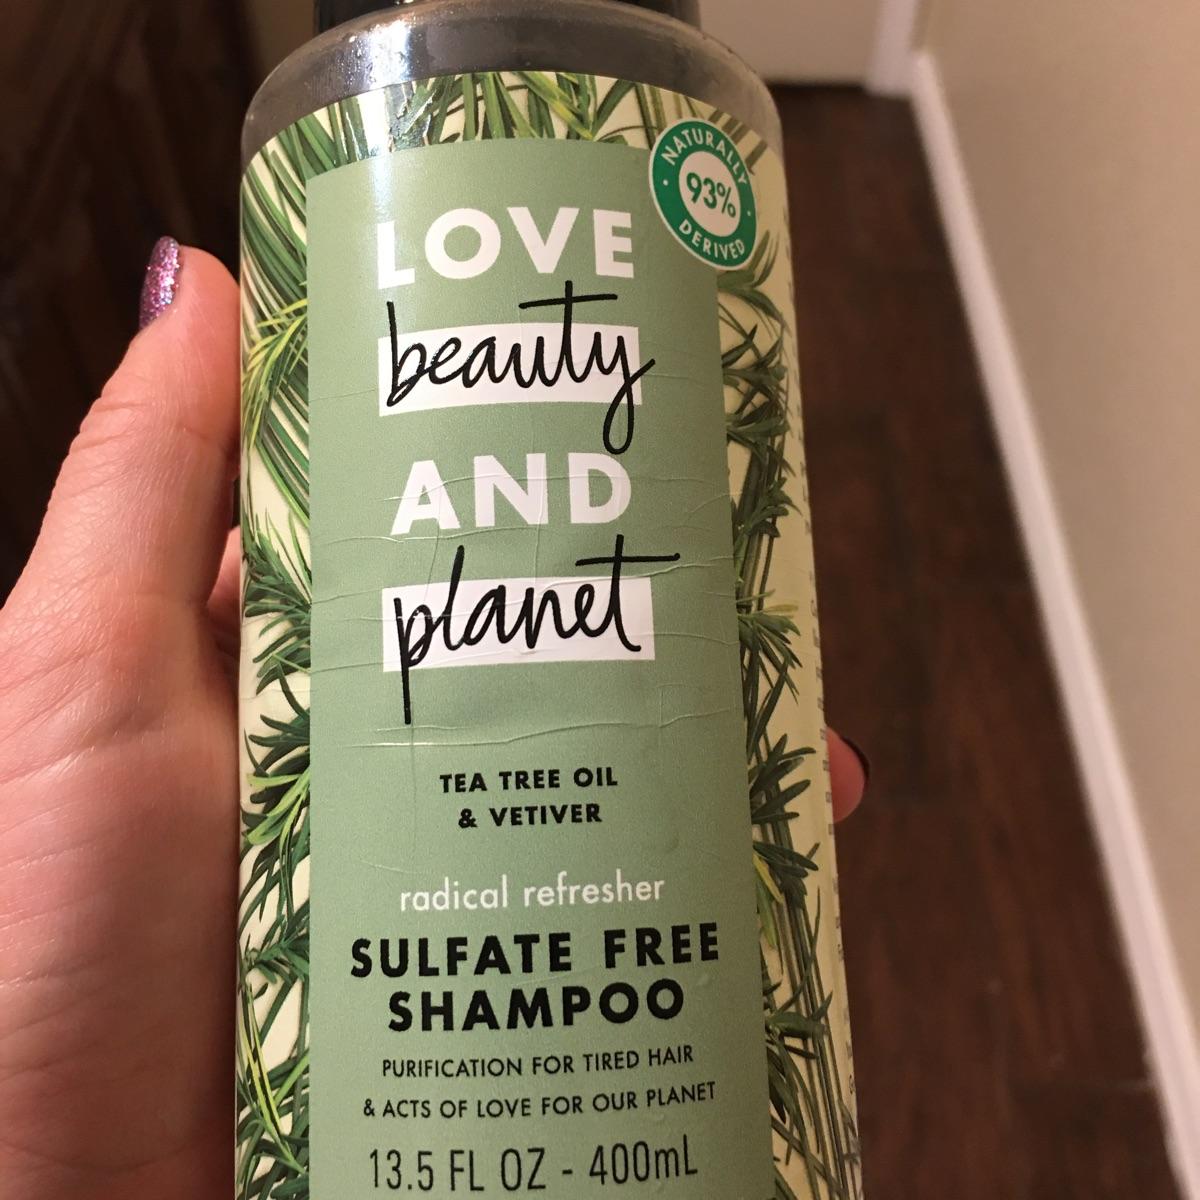 LOVE
beauty
AND
planet
NATURALLY
93%
DERIVED
TEA TREE OIL
& VETIVER
radical refresher
SULFATE FREE
SHAMPOO
PURIFICATION FOR TIRED HAIR
& ACTS OF LOVE FOR OUR PLANET
13.5 FL OZ - 400mL